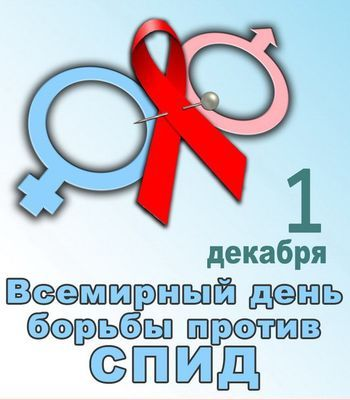 1
декабря
Всемирный день
борьбы против
СПИД